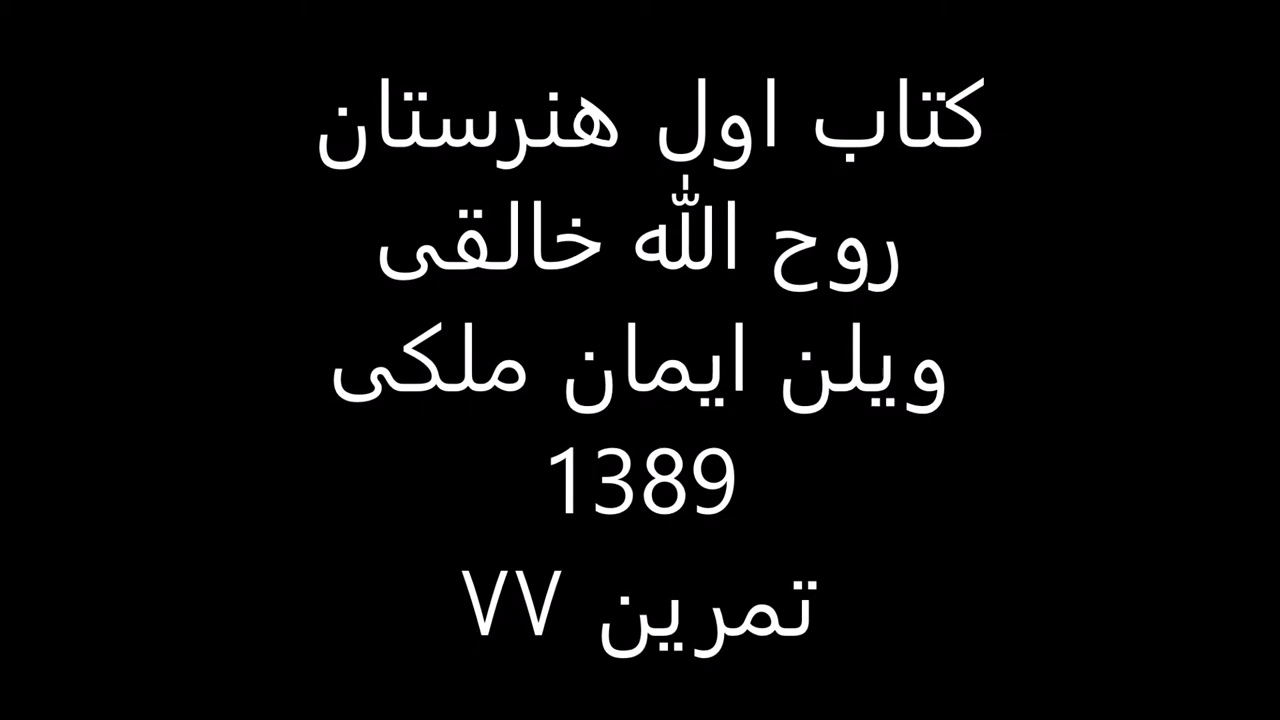 کتاب اول هنرستان
روح الله خالقی
ویلن ایمان ملکی
1389
تمرین ۷۷